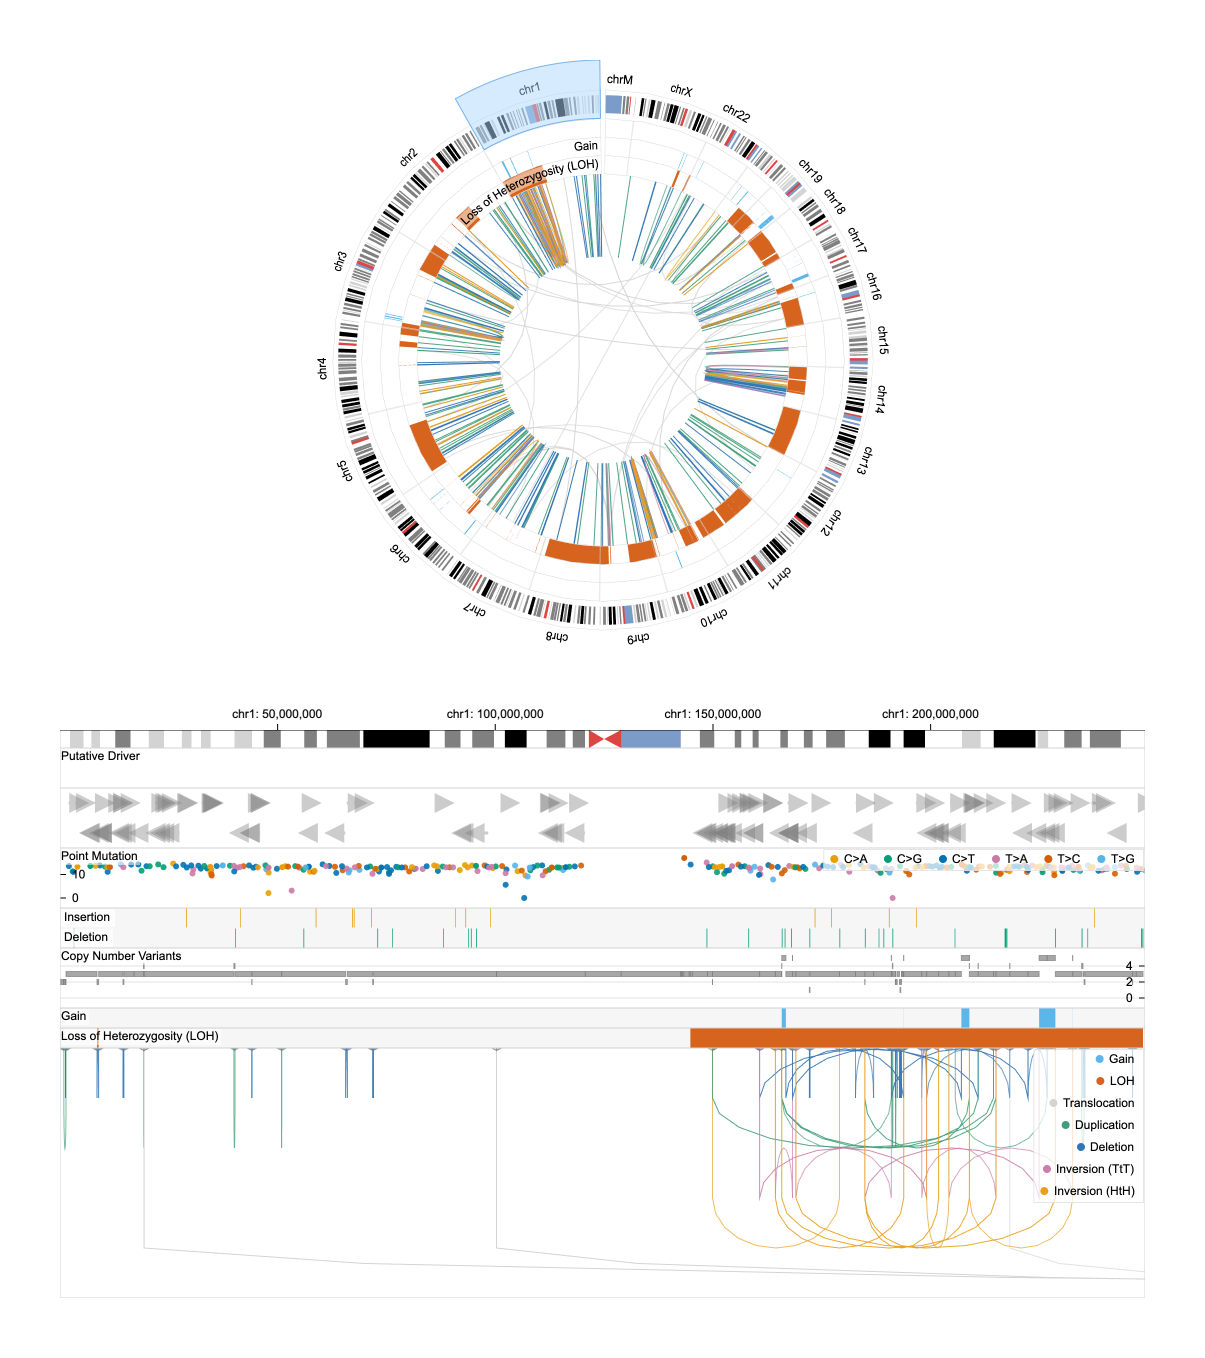 chrM
chrX
chr1
chr22
chr2
Gain
Loss of Heterozygosity (LOH)
chr19
chr18
chr17
chr3
chr16
chr15
chr4
chr14
chr13
chr5
chr12
chr6
chr11
chr7
chr10
chr8
chr9
chr1: 50,000,000 chr1: 100,000,000 chr1: 150,000,000 chr1: 200,000,000
Putative Driver
Point Mutation
C>A C>G C>T T>A T>C T>G
10
0
Insertion
Deletion
Copy Number Variants
4
2
0
Gain
Loss of Heterozygosity (LOH)
Gain
LOH
Translocation
Duplication
Deletion
Inversion (TtT)
Inversion (HtH)